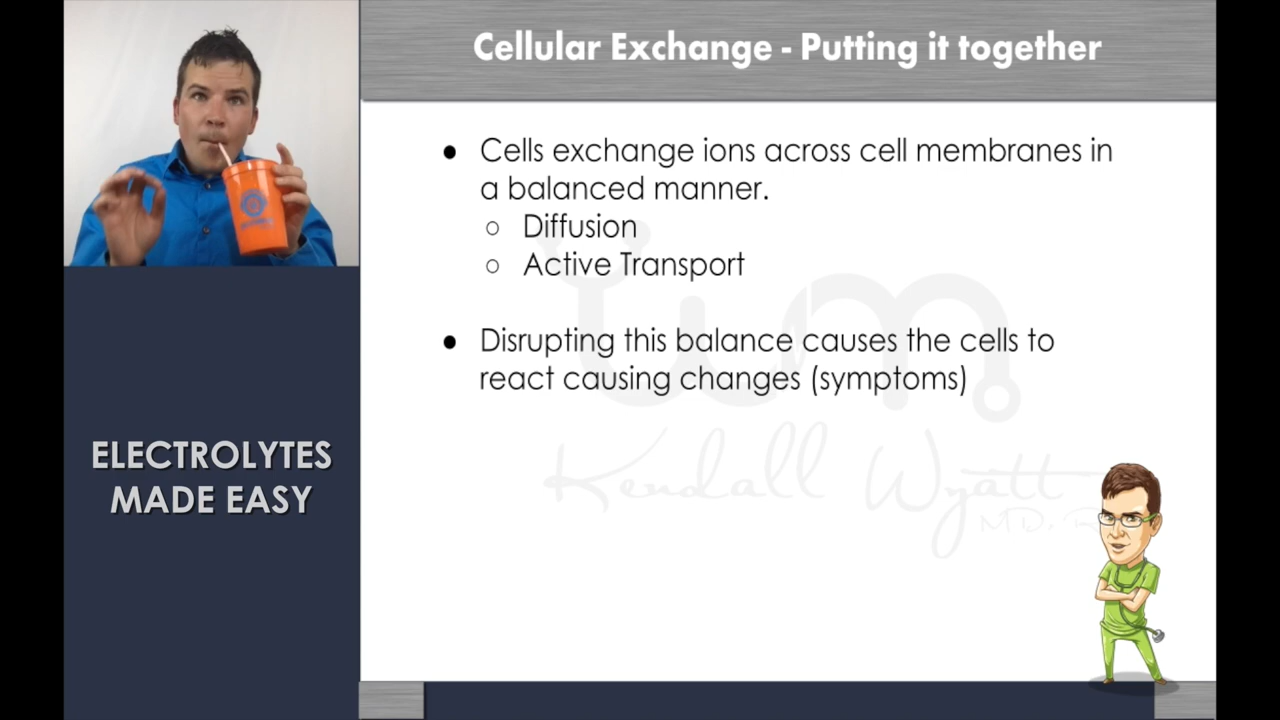 Cellular Exchange - Putting it together
● Cells exchange ions across cell membranes in
a balanced manner.
○ Diffusion
○ Active Transport
● Disrupting this balance causes the cells to
react causing changes (symptoms)
ELECTROLYTES
MADE EASY
Kendall Wyatt
MD,